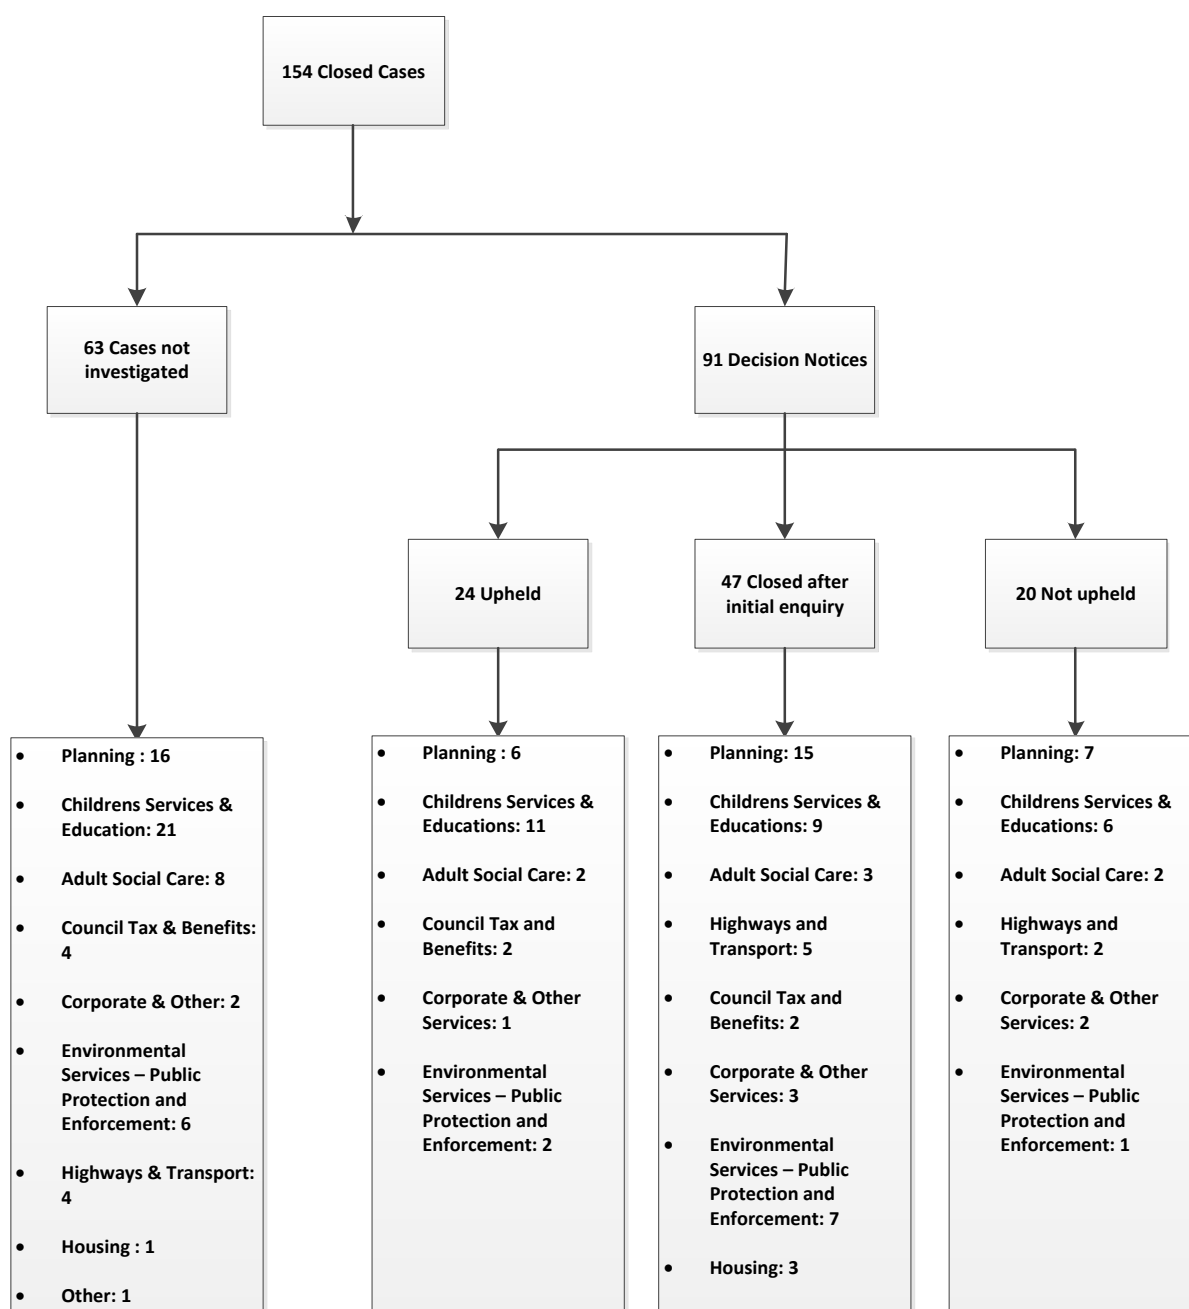 154 Closed Cases
63 Cases not
investigated
91 Decision Notices
24 Upheld
47 Closed after
initial enquiry
20 Not upheld
• Planning : 16
• Childrens Services &
Education: 21
• Adult Social Care: 8
• Council Tax & Benefits:
4
• Corporate & Other: 2
• Environmental
Services – Public
Protection and
Enforcement: 6
• Highways & Transport:
4
• Housing : 1
• Other: 1
• Planning : 6
• Childrens Services &
Educations: 11
• Adult Social Care: 2
• Council Tax and
Benefits: 2
• Corporate & Other
Services: 1
• Environmental
Services – Public
Protection and
Enforcement: 2
• Planning: 15
• Childrens Services &
Educations: 9
• Adult Social Care: 3
• Highways and
Transport: 5
• Council Tax and
Benefits: 2
• Corporate & Other
Services: 3
• Environmental
Services – Public
Protection and
Enforcement: 7
• Housing: 3
• Planning: 7
• Childrens Services &
Educations: 6
• Adult Social Care: 2
• Highways and
Transport: 2
• Corporate & Other
Services: 2
• Environmental
Services – Public
Protection and
Enforcement: 1